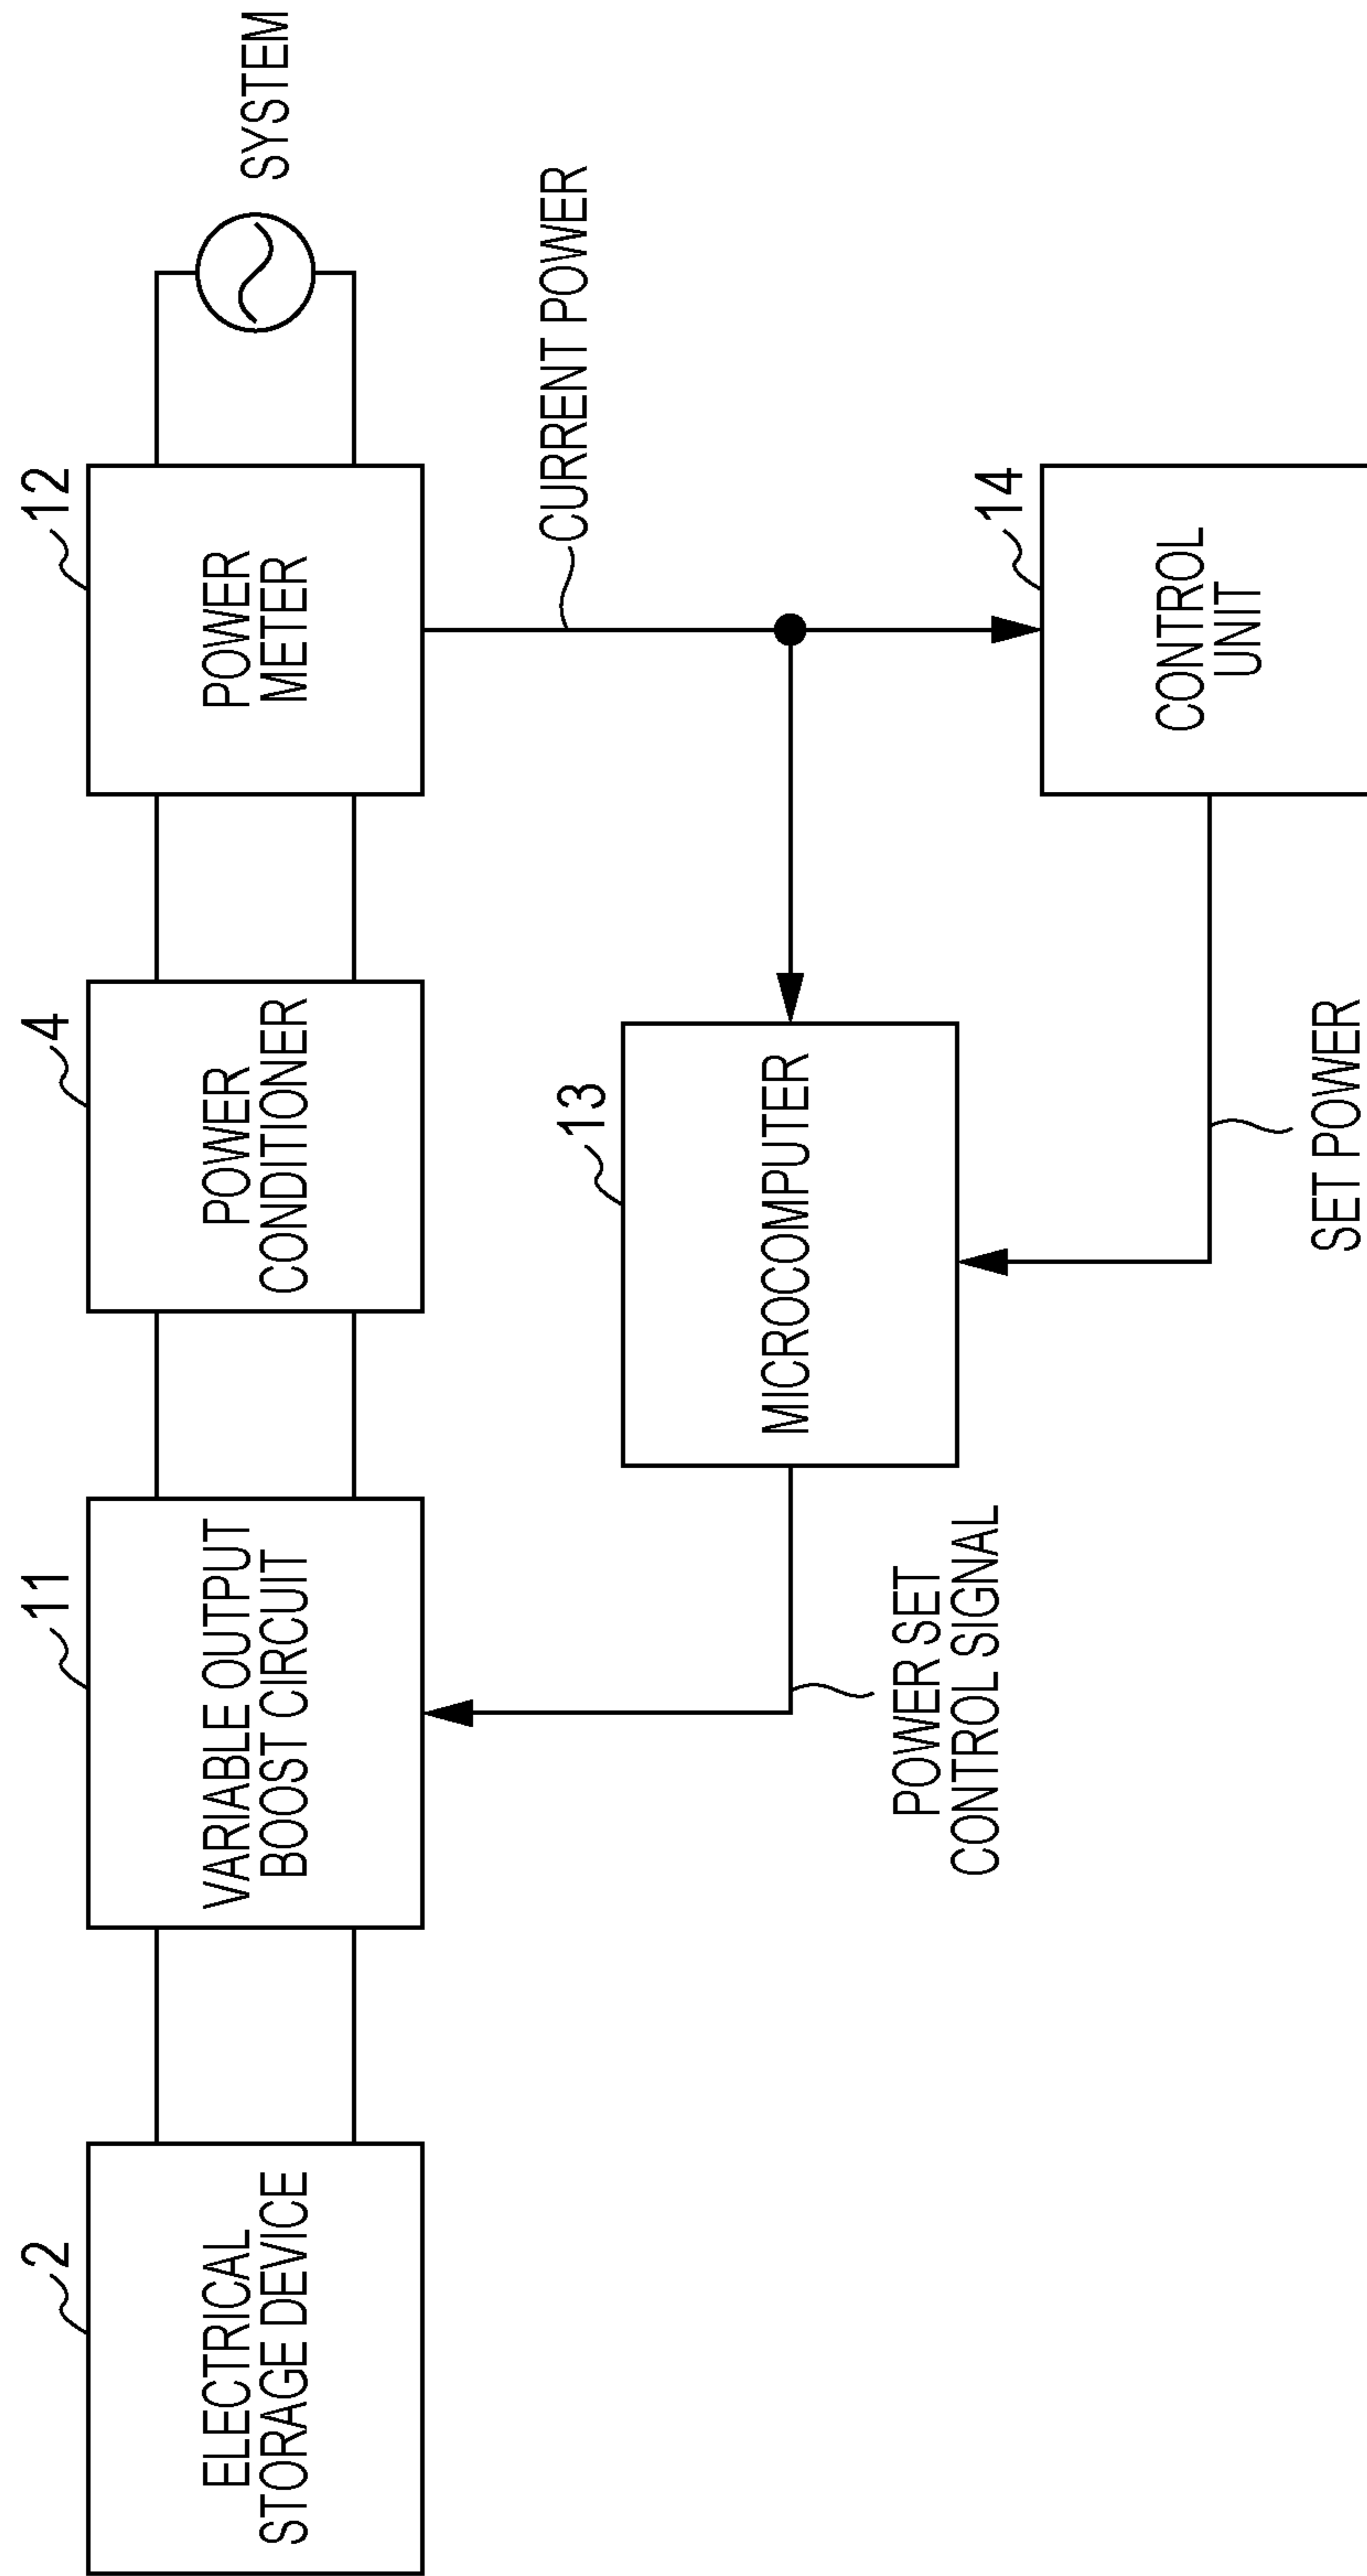 2
ELECTRICAL
STORAGE DEVICE
11
VARIABLE OUTPUT
BOOST CIRCUIT
4
POWER
CONDITIONER
12
POWER
METER
SYSTEM
CURRENT POWER
13
MICROCOMPUTER
POWER SET
CONTROL SIGNAL
14
CONTROL
UNIT
SET POWER